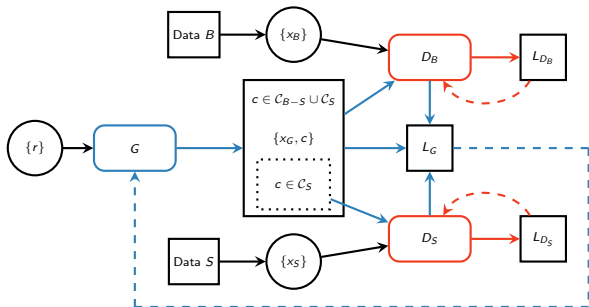 Data B
{x_B}
D_B
L_{D_B}
c ∈ C_{B−S} ∪ C_S
{r}
G
{x_G, c}
L_G
c ∈ C_S
D_S
L_{D_S}
Data S
{x_S}